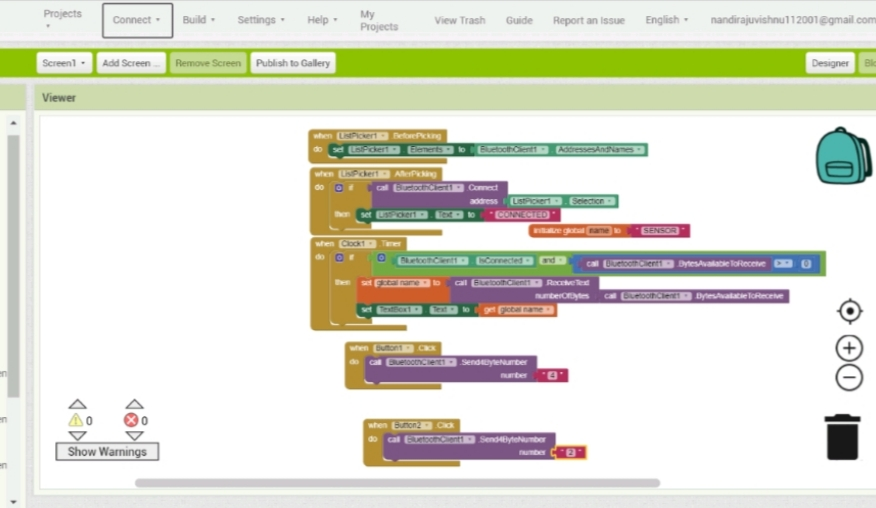 Projects Connect Build Settings Help My Projects View Trash Guide Report an Issue English nandirajuvishnu112001@gmail.com
Screen1 Add Screen ... Remove Screen Publish to Gallery Designer Blo
Viewer
when ListPicker1 .BeforePicking
do set ListPicker1 . Elements to BluetoothClient1 . AddressesAndNames
when ListPicker1 .AfterPicking
do if call BluetoothClient1 .Connect
address ListPicker1 . Selection
then set ListPicker1 . Text to " CONNECTED "
initialize global name to " SENSOR "
when Clock1 .Timer
do if BluetoothClient1 . IsConnected and call BluetoothClient1 .BytesAvailableToReceive > 0
then set global name to call BluetoothClient1 .ReceiveText
numberOfBytes call BluetoothClient1 .BytesAvailableToReceive
set TextBox1 . Text to get global name
when Button1 .Click
do call BluetoothClient1 .Send4ByteNumber
number " 4 "
when Button2 .Click
do call BluetoothClient1 .Send4ByteNumber
number " 2 "
0 0
Show Warnings